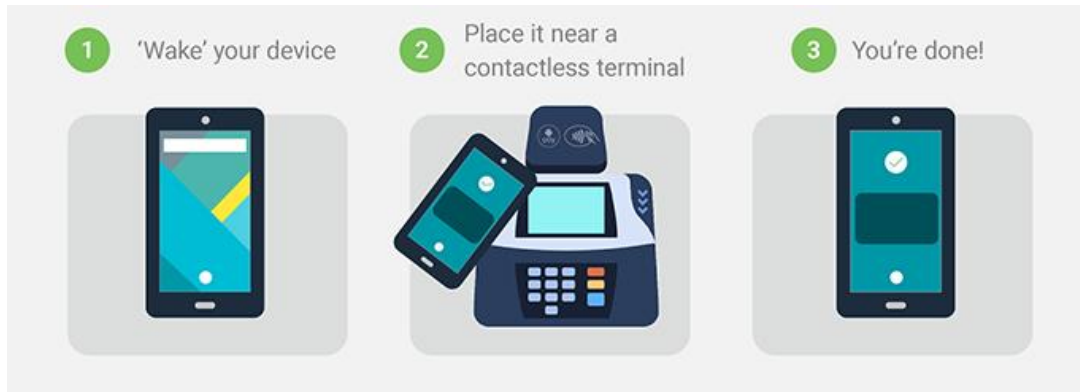 1 ‘Wake’ your device
2 Place it near a
contactless terminal
3 You’re done!